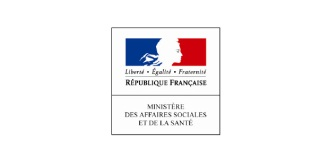 Liberté • Égalité • Fraternité
RÉPUBLIQUE FRANÇAISE
MINISTÈRE
DES AFFAIRES SOCIALES
ET DE LA SANTÉ